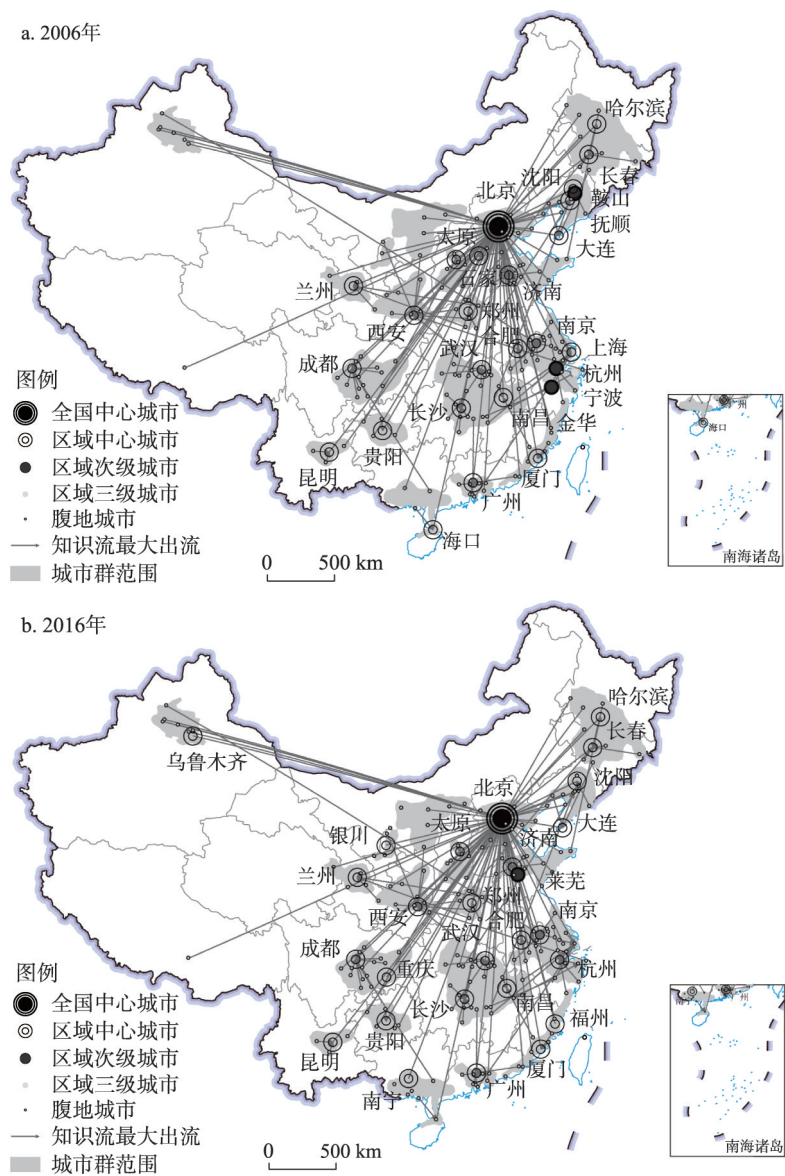 a. 2006年
哈尔滨
长春
沈阳
鞍山
抚顺
北京
大连
太原
石家庄
济南
兰州
西安
郑州
合肥
南京
上海
成都
武汉
杭州
宁波
长沙
南昌
金华
贵阳
昆明
厦门
广州
海口
图例
全国中心城市
区域中心城市
区域次级城市
区域三级城市
腹地城市
知识流最大出流
城市群范围
0 500 km
广州
海口
南海诸岛
b. 2016年
哈尔滨
长春
乌鲁木齐
沈阳
北京
银川
太原
大连
济南
兰州
莱芜
西安
郑州
合肥
南京
成都
武汉
杭州
重庆
长沙
南昌
福州
贵阳
昆明
厦门
南宁
广州
图例
全国中心城市
区域中心城市
区域次级城市
区域三级城市
腹地城市
知识流最大出流
城市群范围
0 500 km
南宁
广州
南海诸岛